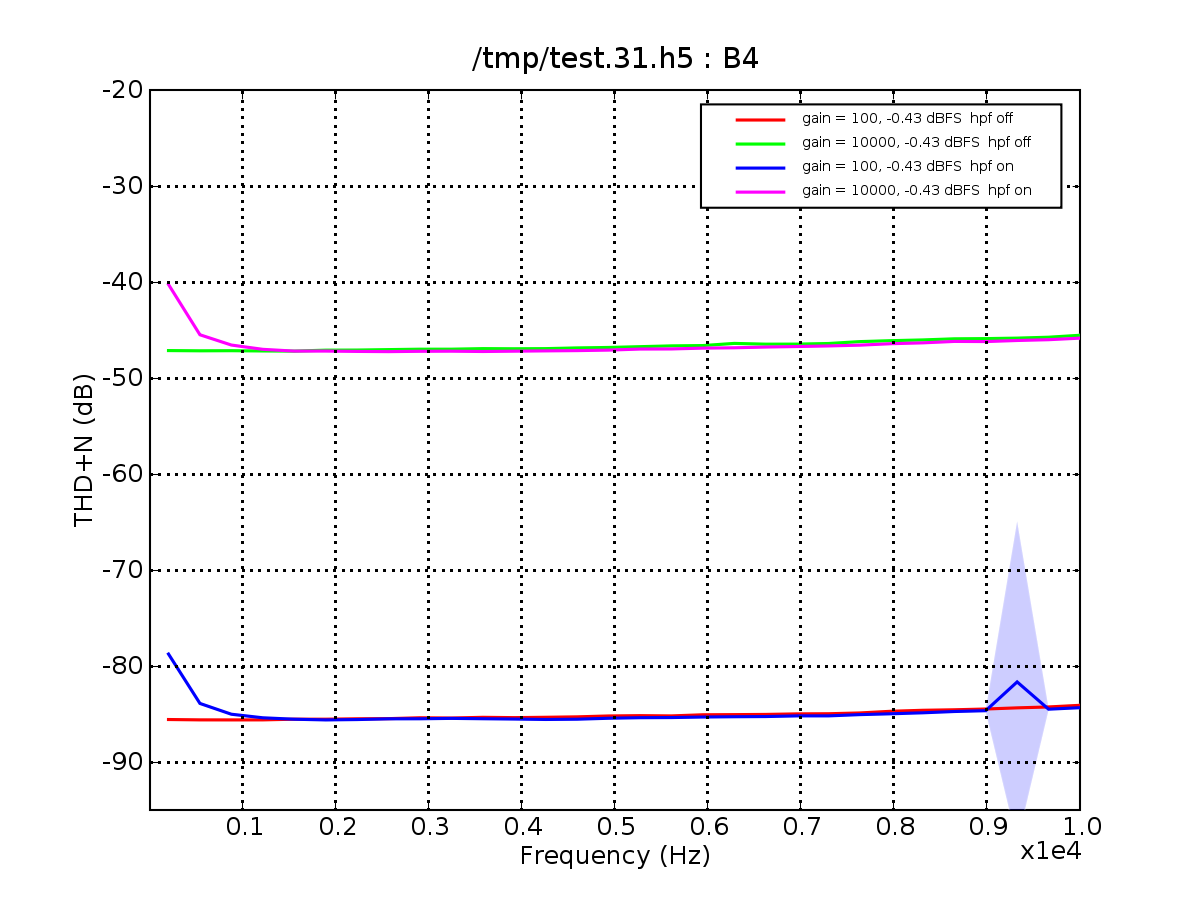 /tmp/test.31.h5 : B4
-20
-30
-40
-50
-60
-70
-80
-90
THD+N (dB)
gain = 100, -0.43 dBFS  hpf off
gain = 10000, -0.43 dBFS  hpf off
gain = 100, -0.43 dBFS  hpf on
gain = 10000, -0.43 dBFS  hpf on
0.1 0.2 0.3 0.4 0.5 0.6 0.7 0.8 0.9 1.0
x1e4
Frequency (Hz)